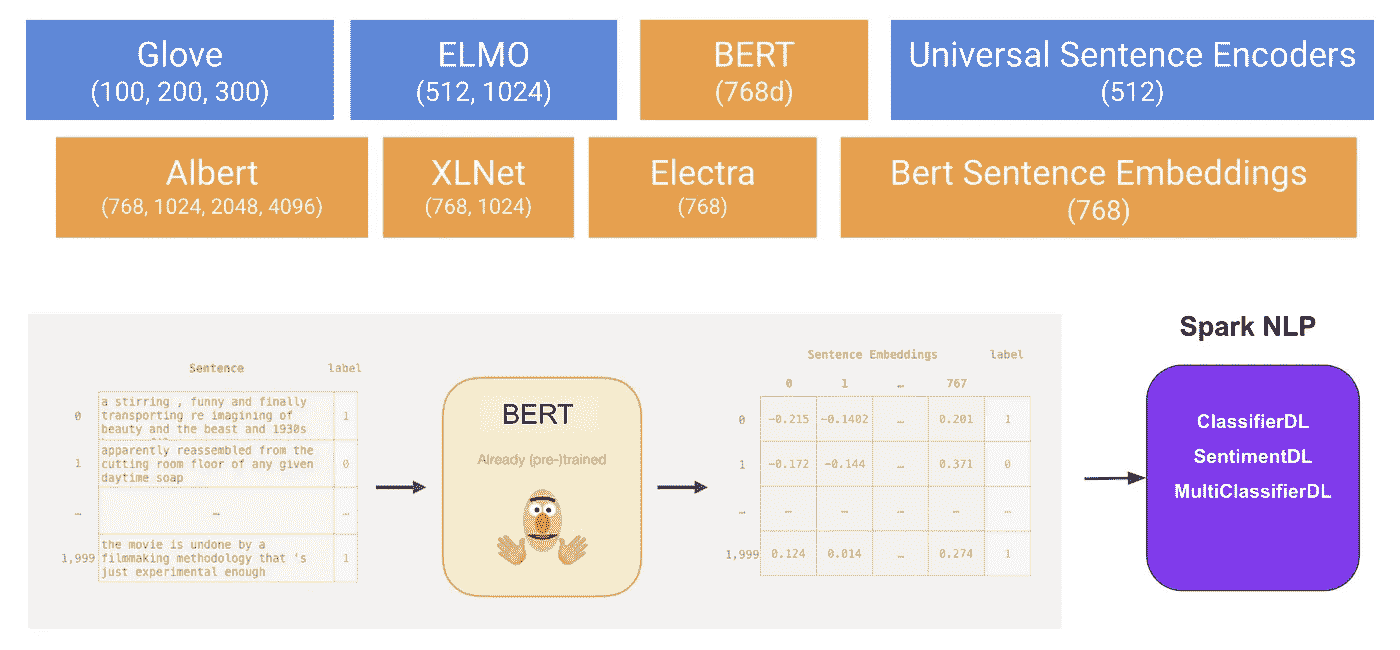 Glove
(100, 200, 300)
ELMO
(512, 1024)
BERT
(768d)
Universal Sentence Encoders
(512)
Albert
(768, 1024, 2048, 4096)
XLNet
(768, 1024)
Electra
(768)
Bert Sentence Embeddings
(768)
Sentence label
0 a stirring , funny and finally
transporting re imagining of
beauty and the beast and 1930s
1
1 apparently reassembled from the
cutting room floor of any given
daytime soap
0
… … …
1,999 the movie is undone by a
filmmaking methodology that 's
just experimental enough
1
BERT
Already (pre-)trained
Sentence Embeddings label
0 1 … 767
0 -0.215 -0.1402 … 0.201 1
1 -0.172 -0.144 … 0.371 0
… … … … … …
1,999 0.124 0.014 … 0.274 1
Spark NLP
ClassifierDL
SentimentDL
MultiClassifierDL